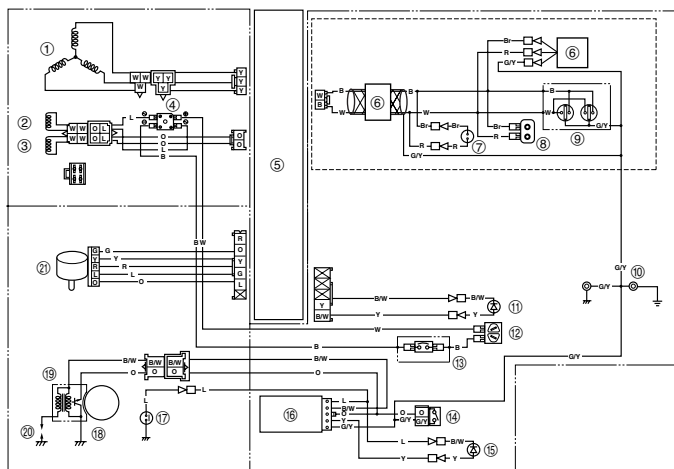 ①
W W Y Y
W Y
Y
Y
Y
②
③
W W O L
W W O L
④
L
O
O
L
B
O
O
⑤
B W
Br
R
G/Y
⑥
W
B
B
W
⑥
B
W
Br Br
R R
⑦
Br
R
⑧
B
W
G/Y
⑨
G/Y
㉑
G G
Y Y
R R
L L
O O
R
O
Y
G
L
Y
B/W
B/W B/W
Y Y
⑪
W
⑫
B B
⑬
G/Y
⑩
G/Y
B/W
O
B/W B/W
O O
B/W
O
⑲
⑳
⑱
L
L
⑰
⑯
L
B/W
O
Y
G/Y
O O
G/Y G/Y
⑭
L B/W
Y Y
⑮